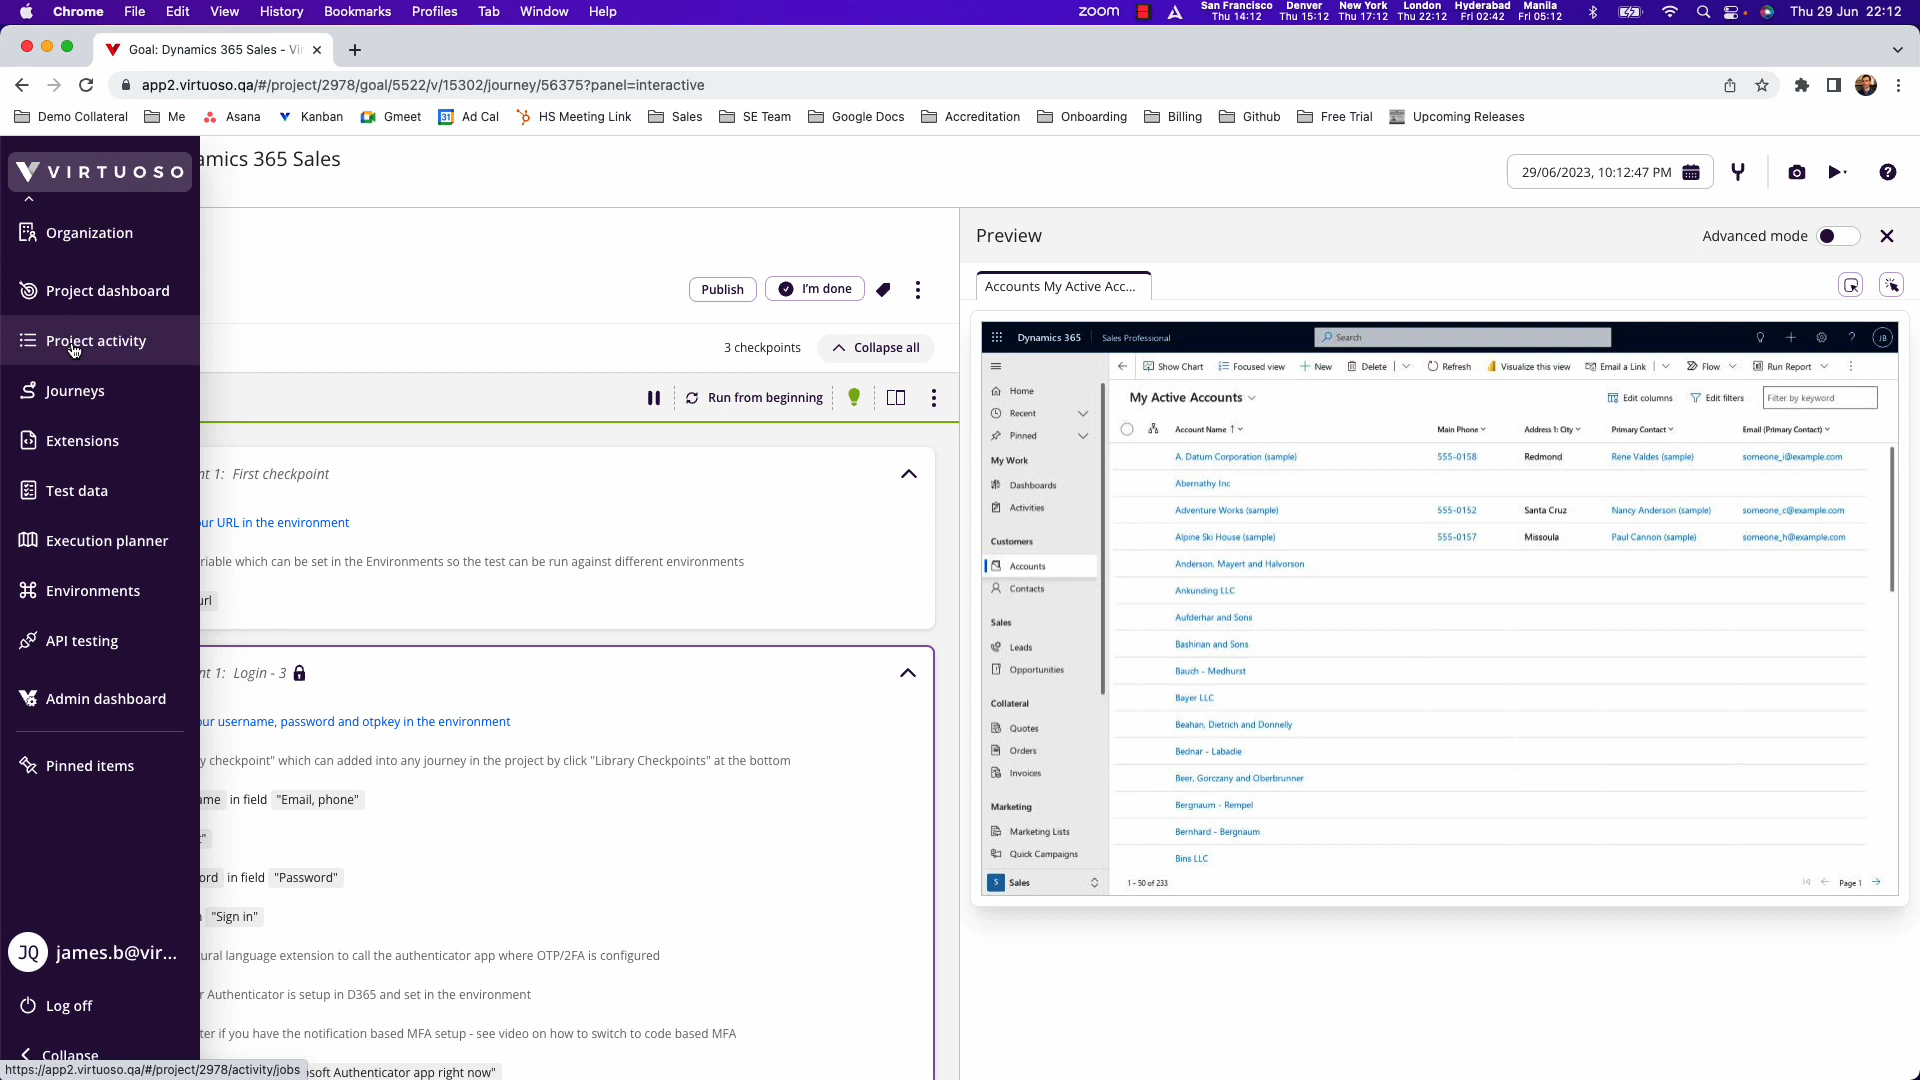 Chrome File Edit View History Bookmarks Profiles Tab Window Help
zoom
San Francisco Denver New York London Hyderabad Manila
Thu 14:12 Thu 15:12 Thu 17:12 Thu 22:12 Fri 02:42 Fri 05:12
Thu 29 Jun 22:12
Goal: Dynamics 365 Sales - Vi
app2.virtuoso.qa/#/project/2978/goal/5522/v/15302/journey/56375?panel=interactive
Demo Collateral Me Asana Kanban Gmeet Ad Cal HS Meeting Link Sales SE Team Google Docs Accreditation Onboarding Billing Github Free Trial Upcoming Releases
VIRTUOSO
Organization
Project dashboard
Project activity
Journeys
Extensions
Test data
Execution planner
Environments
API testing
Admin dashboard
Pinned items
JQ james.b@vir...
Log off
Collapse
https://app2.virtuoso.qa/#/project/2978/activity/jobs
amics 365 Sales
29/06/2023, 10:12:47 PM
Publish I'm done
3 checkpoints Collapse all
Run from beginning
nt 1: First checkpoint
our URL in the environment
riable which can be set in the Environments so the test can be run against different environments
url
nt 1: Login - 3
our username, password and otpkey in the environment
y checkpoint" which can added into any journey in the project by click "Library Checkpoints" at the bottom
ame in field "Email, phone"
ord in field "Password"
"Sign in"
ural language extension to call the authenticator app where OTP/2FA is configured
r Authenticator is setup in D365 and set in the environment
ter if you have the notification based MFA setup - see video on how to switch to code based MFA
soft Authenticator app right now"
Preview
Advanced mode
Accounts My Active Acc...
Dynamics 365 Sales Professional
Search
JB
Show Chart Focused view New Delete Refresh Visualize this view Email a Link Flow Run Report
Home
Recent
Pinned
My Work
Dashboards
Activities
Customers
Accounts
Contacts
Sales
Leads
Opportunities
Collateral
Quotes
Orders
Invoices
Marketing
Marketing Lists
Quick Campaigns
S Sales
My Active Accounts
Edit columns Edit filters Filter by keyword
Account Name Main Phone Address 1: City Primary Contact Email (Primary Contact)
A. Datum Corporation (sample) 555-0158 Redmond Rene Valdes (sample) someone_i@example.com
Abernathy Inc
Adventure Works (sample) 555-0152 Santa Cruz Nancy Anderson (sample) someone_c@example.com
Alpine Ski House (sample) 555-0157 Missoula Paul Cannon (sample) someone_h@example.com
Anderson, Mayert and Halvorson
Ankunding LLC
Aufderhar and Sons
Bashirian and Sons
Bauch - Medhurst
Bayer LLC
Beahan, Dietrich and Donnelly
Bednar - Labadie
Beer, Gorczany and Oberbrunner
Bergnaum - Rempel
Bernhard - Bergnaum
Bins LLC
1 - 50 of 233
Page 1